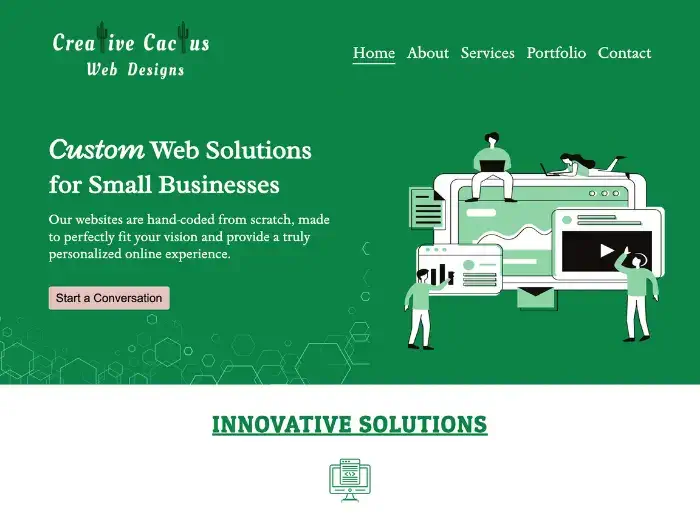 Creative Cactus
Web Designs
Home About Services Portfolio Contact
Custom Web Solutions
for Small Businesses
Our websites are hand-coded from scratch, made
to perfectly fit your vision and provide a truly
personalized online experience.
Start a Conversation
INNOVATIVE SOLUTIONS